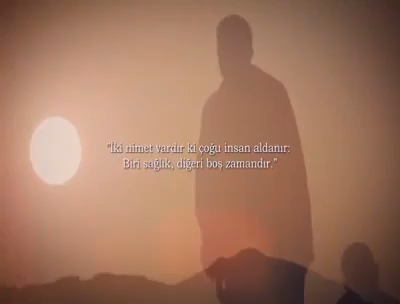 "İki nimet vardır ki çoğu insan aldanır:
Biri sağlık, diğeri boş zamandır."